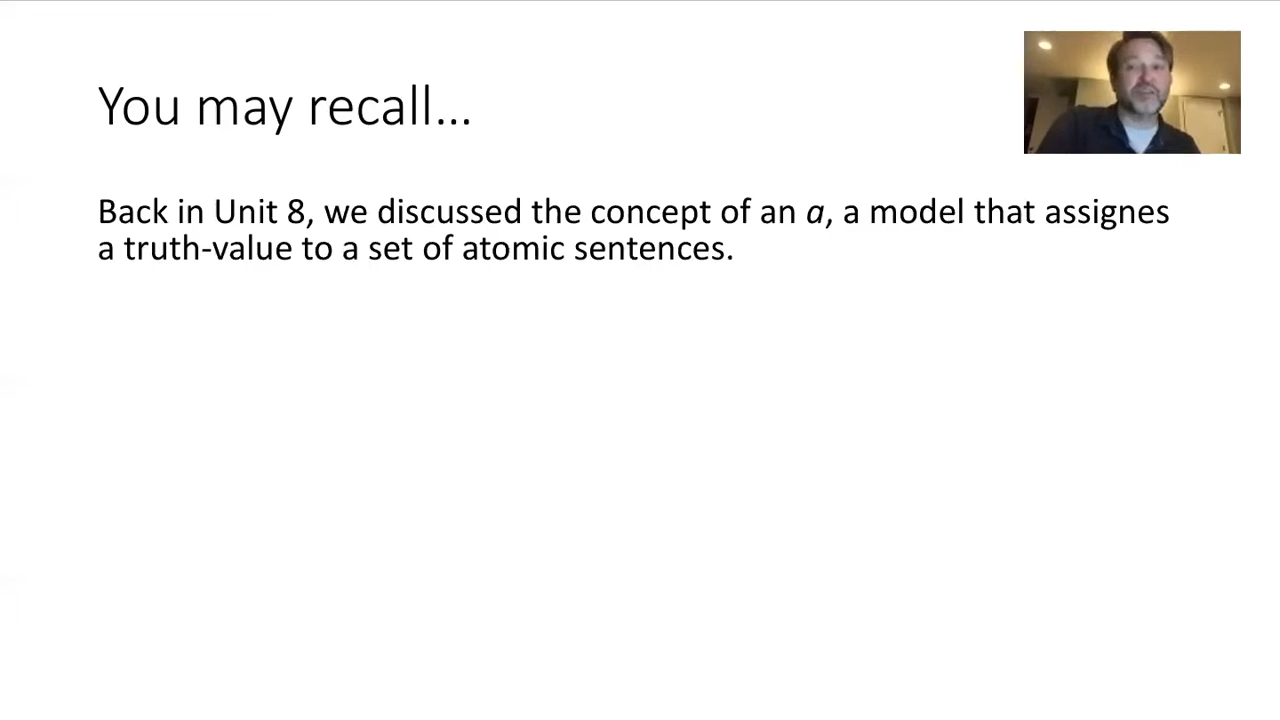 You may recall...
Back in Unit 8, we discussed the concept of an a, a model that assignes
a truth-value to a set of atomic sentences.